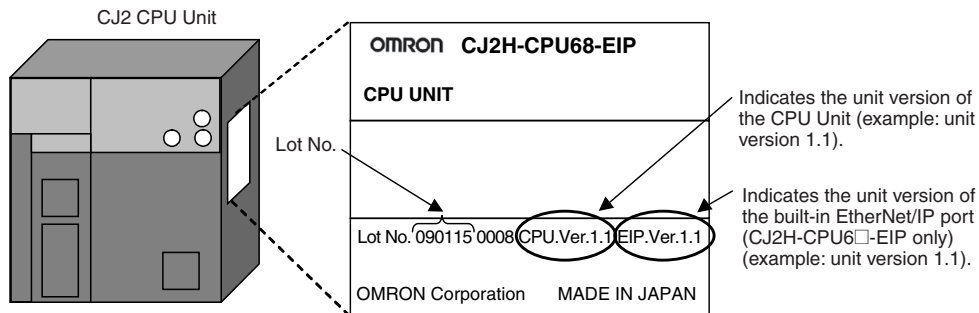 CJ2 CPU Unit
OMRON CJ2H-CPU68-EIP
CPU UNIT
Lot No.
Lot No. 090115 0008 CPU.Ver.1.1 EIP.Ver.1.1
OMRON Corporation MADE IN JAPAN
Indicates the unit version of
the CPU Unit (example: unit
version 1.1).
Indicates the unit version of
the built-in EtherNet/IP port
(CJ2H-CPU6□-EIP only)
(example: unit version 1.1).